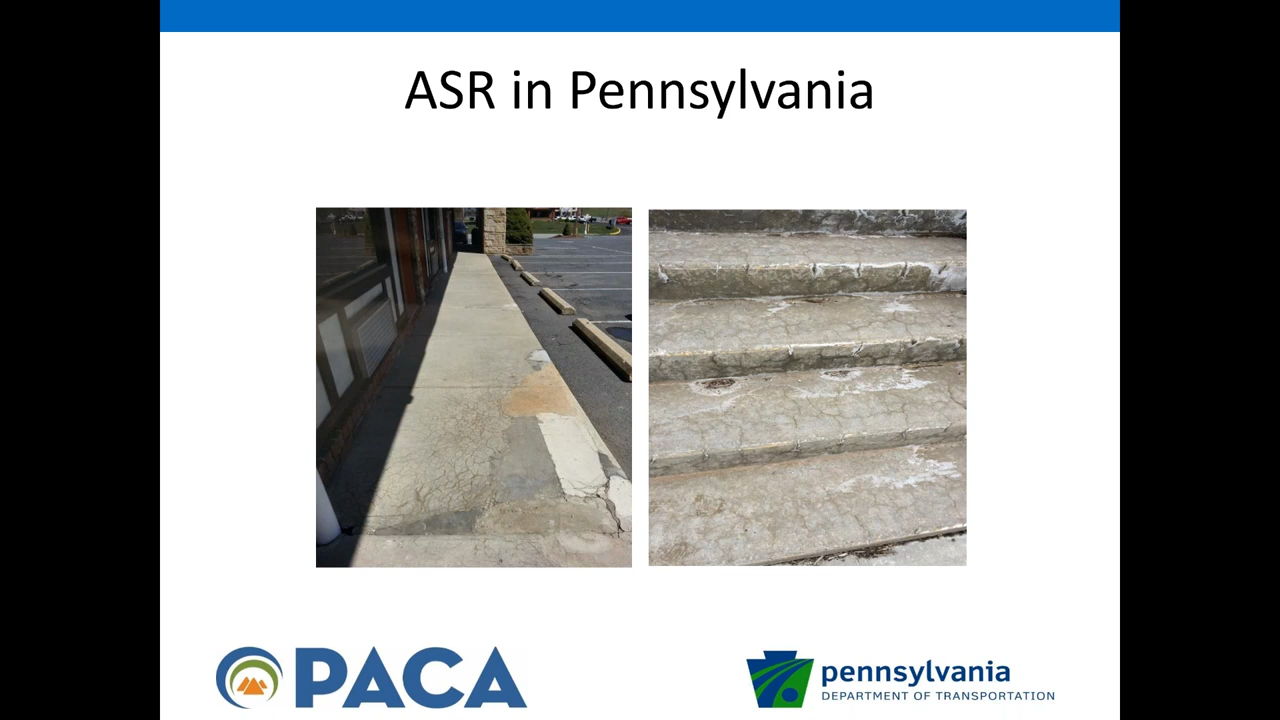 ASR in Pennsylvania
PACA
pennsylvania
DEPARTMENT OF TRANSPORTATION